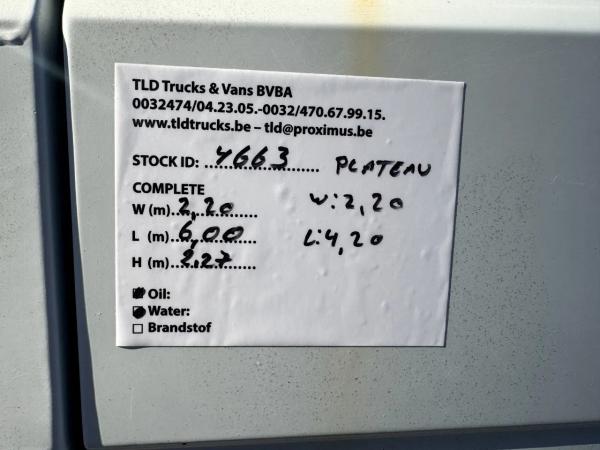 TLD Trucks & Vans BVBA
0032474/04.23.05.-0032/470.67.99.15.
www.tldtrucks.be – tld@proximus.be
STOCK ID: 4663 PLATEAU
COMPLETE
W (m) 2,20 W: 2,20
L (m) 6,00 L: 4,20
H (m) 2,27
Oil:
Water:
Brandstof